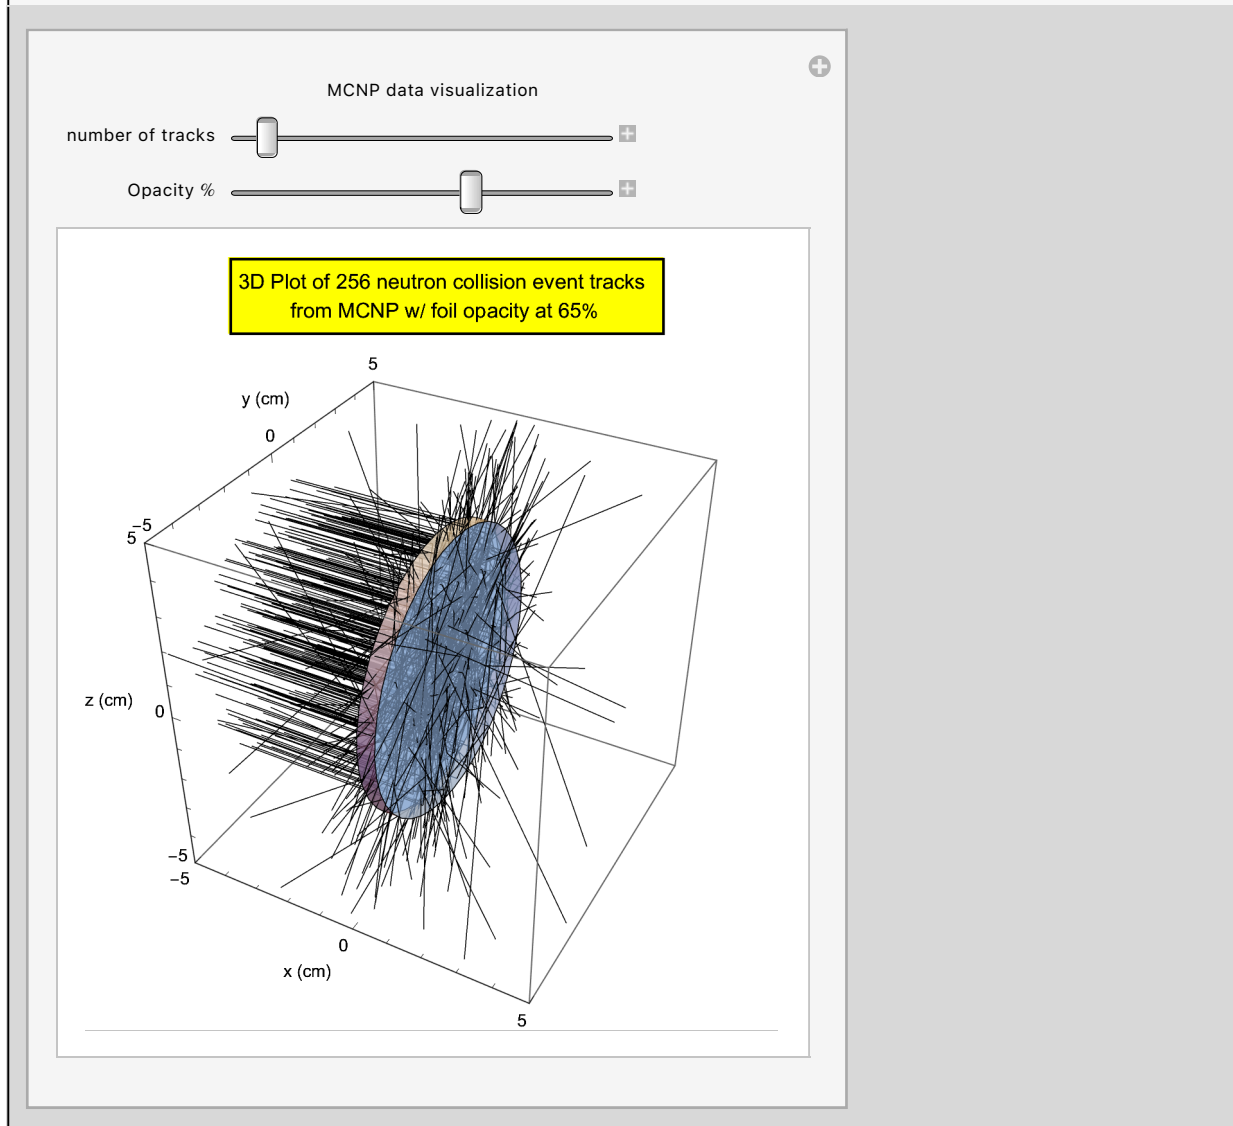 MCNP data visualization
number of tracks
Opacity %
3D Plot of 256 neutron collision event tracks
from MCNP w/ foil opacity at 65%
5
y (cm)
0
−5
5
z (cm)
0
−5
−5
0
x (cm)
5